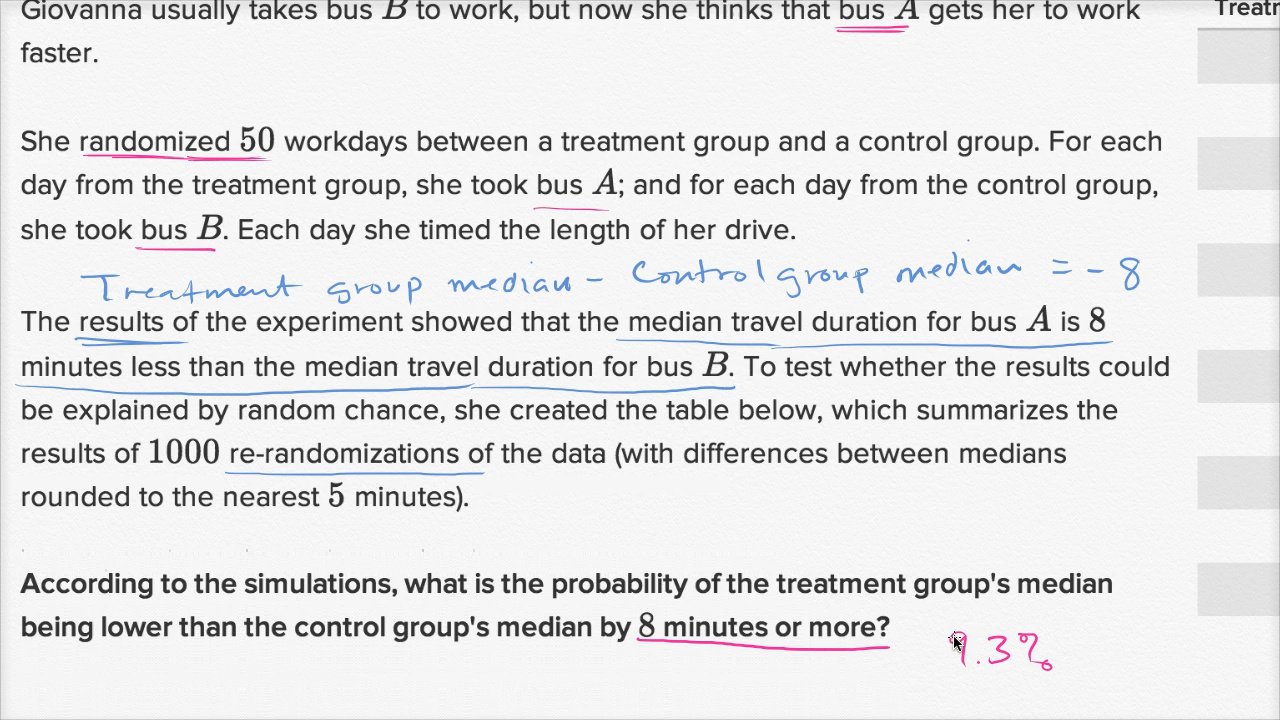 Giovanna usually takes bus B to work, but now she thinks that bus A gets her to work
faster.
She randomized 50 workdays between a treatment group and a control group. For each
day from the treatment group, she took bus A; and for each day from the control group,
she took bus B. Each day she timed the length of her drive.
Treatment group median - Control group median = - 8
The results of the experiment showed that the median travel duration for bus A is 8
minutes less than the median travel duration for bus B. To test whether the results could
be explained by random chance, she created the table below, which summarizes the
results of 1000 re-randomizations of the data (with differences between medians
rounded to the nearest 5 minutes).
According to the simulations, what is the probability of the treatment group's median
being lower than the control group's median by 8 minutes or more?
9.3%